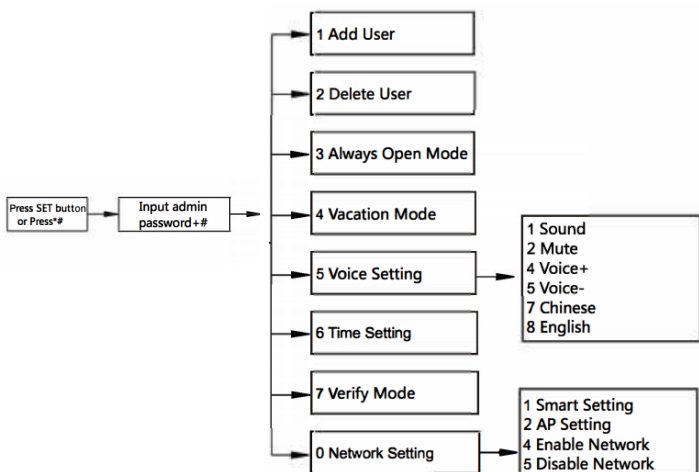 1 Add User
2 Delete User
3 Always Open Mode
Press SET button
or Press*#
Input admin
password+#
4 Vacation Mode
5 Voice Setting
1 Sound
2 Mute
4 Voice+
5 Voice-
7 Chinese
8 English
6 Time Setting
7 Verify Mode
0 Network Setting
1 Smart Setting
2 AP Setting
4 Enable Network
5 Disable Network